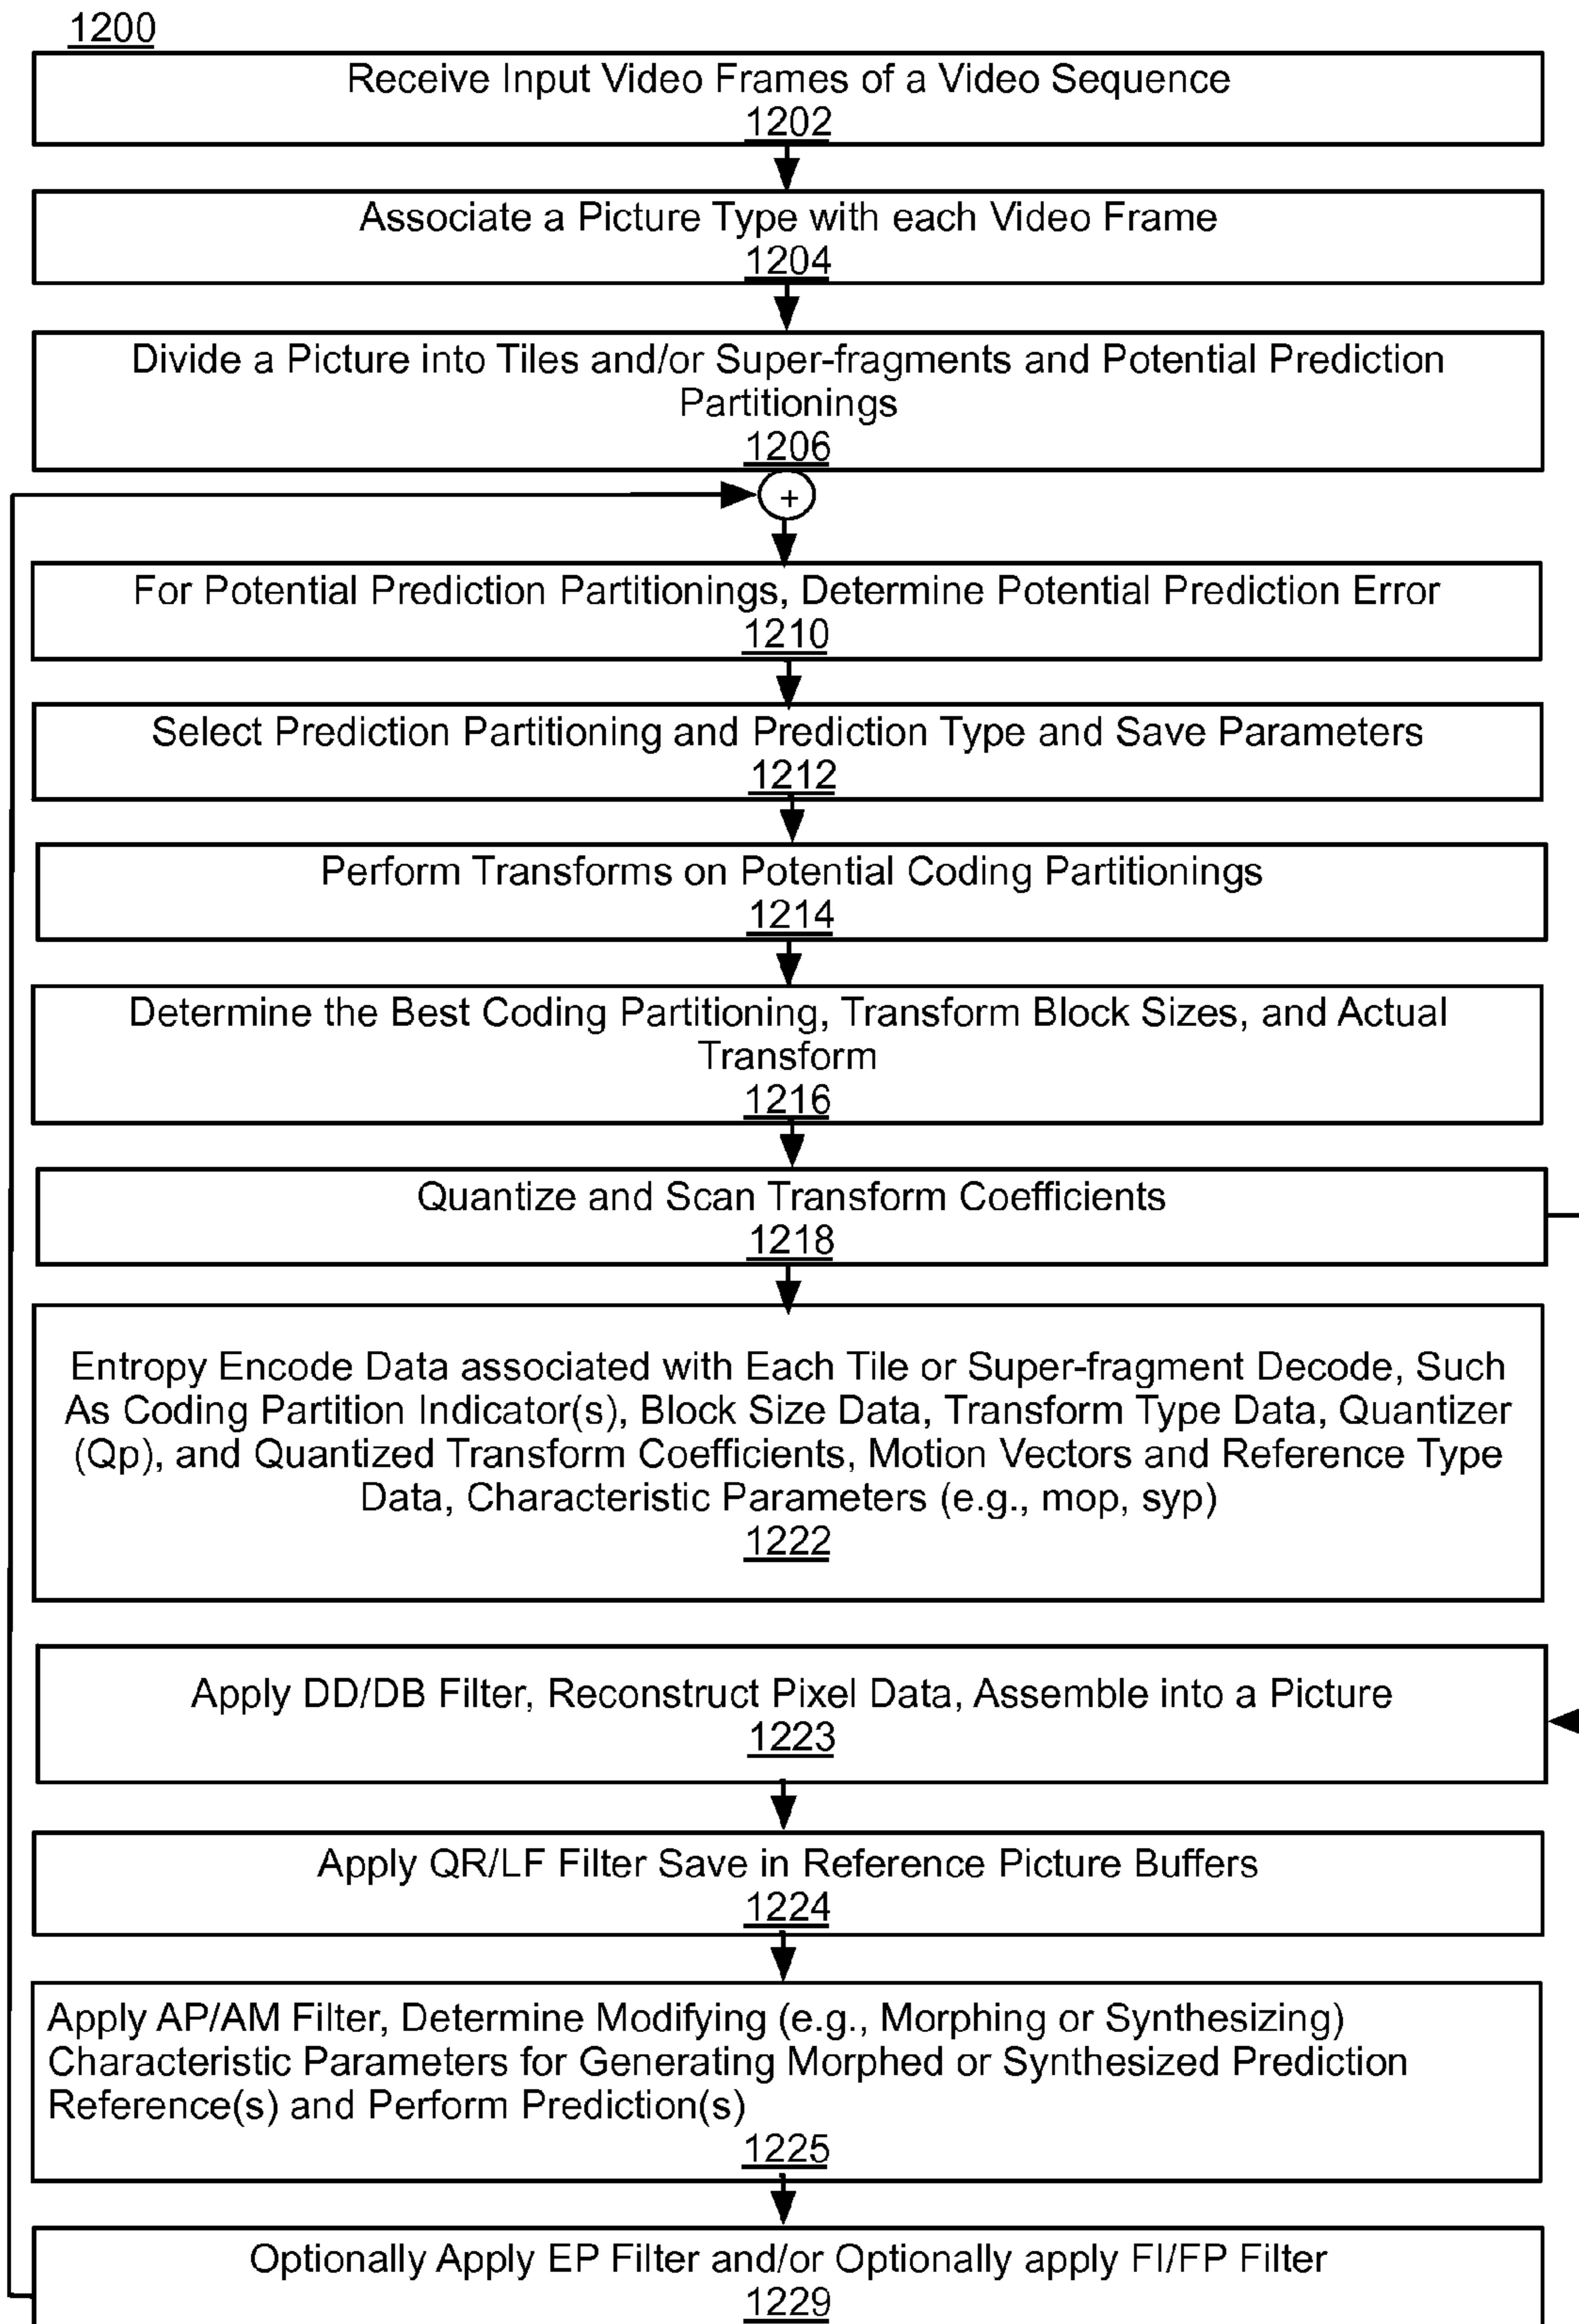 1200
Receive Input Video Frames of a Video Sequence
1202
Associate a Picture Type with each Video Frame
1204
Divide a Picture into Tiles and/or Super-fragments and Potential Prediction
Partitionings
1206
+
For Potential Prediction Partitionings, Determine Potential Prediction Error
1210
Select Prediction Partitioning and Prediction Type and Save Parameters
1212
Perform Transforms on Potential Coding Partitionings
1214
Determine the Best Coding Partitioning, Transform Block Sizes, and Actual
Transform
1216
Quantize and Scan Transform Coefficients
1218
Entropy Encode Data associated with Each Tile or Super-fragment Decode, Such
As Coding Partition Indicator(s), Block Size Data, Transform Type Data, Quantizer
(Qp), and Quantized Transform Coefficients, Motion Vectors and Reference Type
Data, Characteristic Parameters (e.g., mop, syp)
1222
Apply DD/DB Filter, Reconstruct Pixel Data, Assemble into a Picture
1223
Apply QR/LF Filter Save in Reference Picture Buffers
1224
Apply AP/AM Filter, Determine Modifying (e.g., Morphing or Synthesizing)
Characteristic Parameters for Generating Morphed or Synthesized Prediction
Reference(s) and Perform Prediction(s)
1225
Optionally Apply EP Filter and/or Optionally apply FI/FP Filter
1229